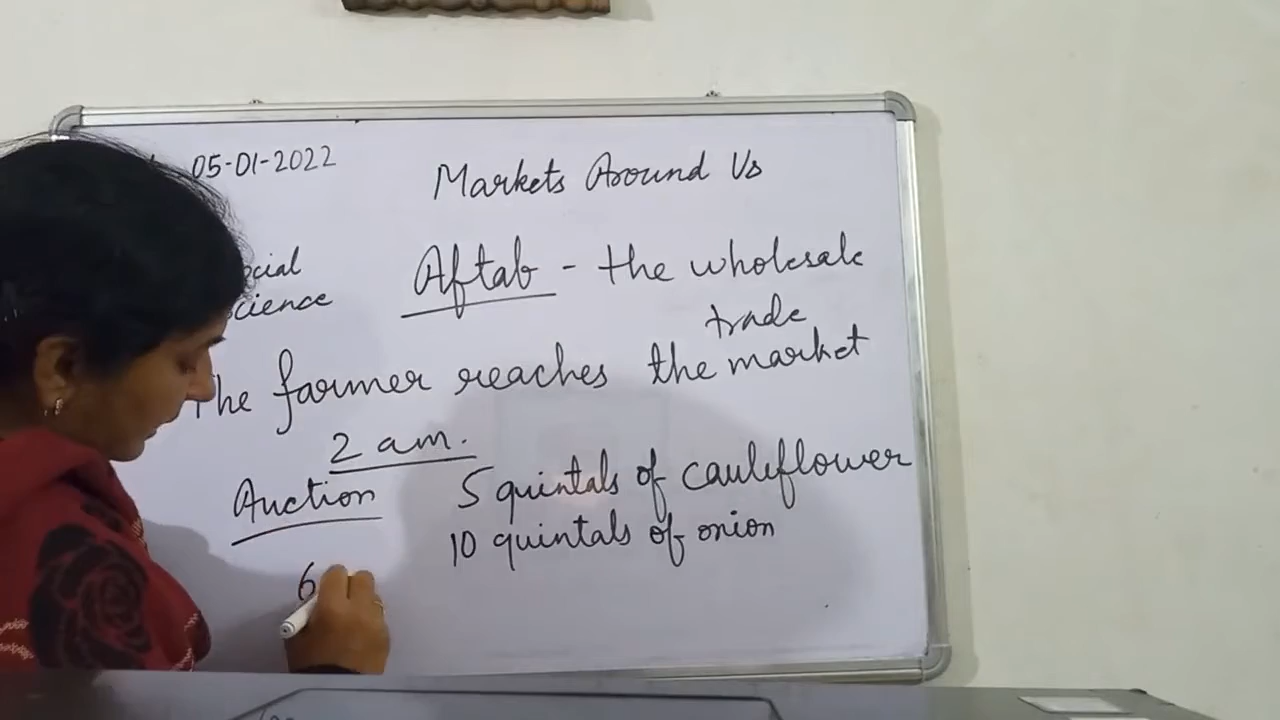 05-01-2022
Markets Around Us
Aftab - the wholesale
trade
The farmer reaches the market
2 am.
Auction
5 quintals of cauliflower
10 quintals of onion
6